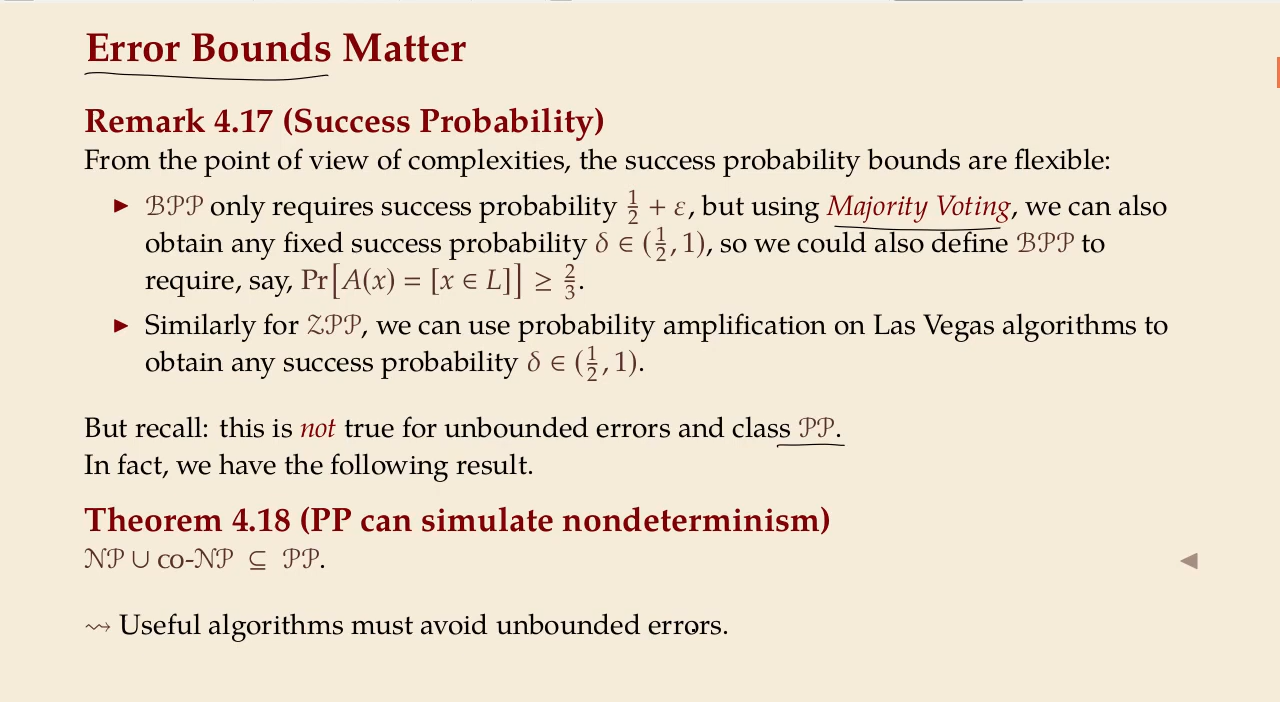 Error Bounds Matter
Remark 4.17 (Success Probability)
From the point of view of complexities, the success probability bounds are flexible:
▶ ℬ𝒫𝒫 only requires success probability 1/2 + ε, but using Majority Voting, we can also
obtain any fixed success probability δ ∈ (1/2, 1), so we could also define ℬ𝒫𝒫 to
require, say, Pr[A(x) = [x ∈ L]] ≥ 2/3.
▶ Similarly for 𝒵𝒫𝒫, we can use probability amplification on Las Vegas algorithms to
obtain any success probability δ ∈ (1/2, 1).
But recall: this is not true for unbounded errors and class 𝒫𝒫.
In fact, we have the following result.
Theorem 4.18 (PP can simulate nondeterminism)
𝒩𝒫 ∪ co-𝒩𝒫 ⊆ 𝒫𝒫. ◀
⇝ Useful algorithms must avoid unbounded errors.